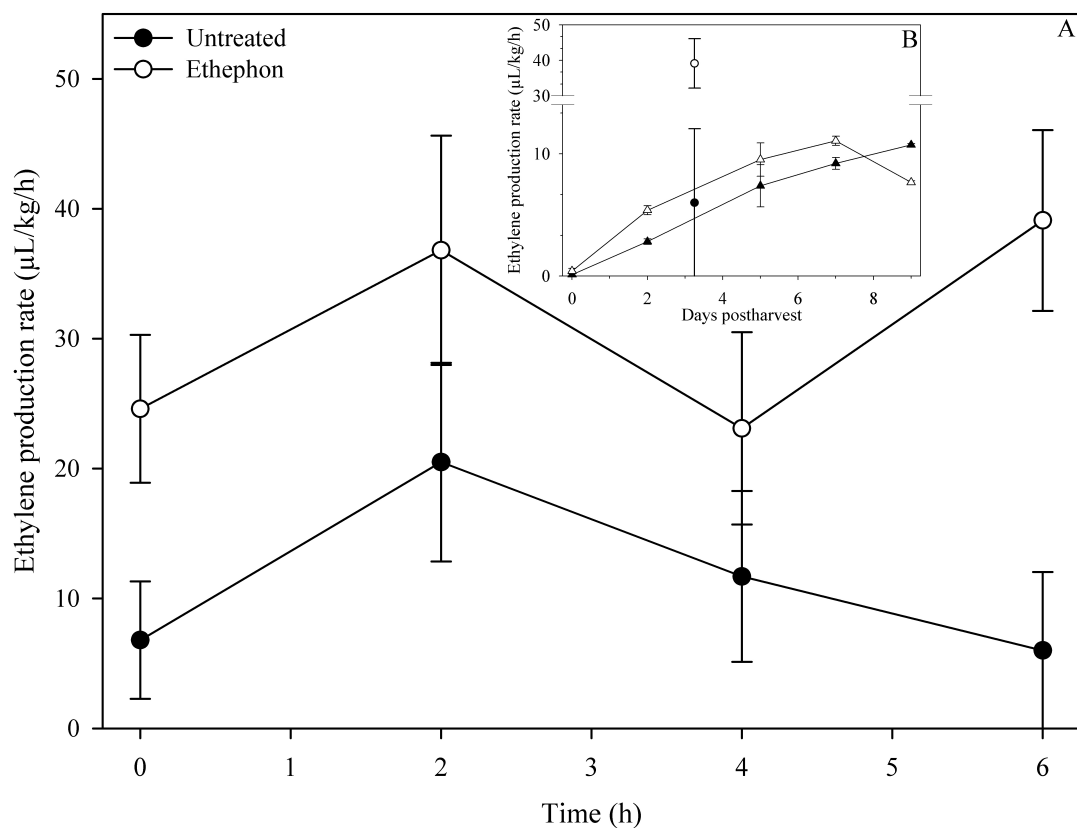 A
Untreated
Ethephon
Ethylene production rate (µL/kg/h)
50
40
30
20
10
0
0 1 2 3 4 5 6
Time (h)
B
Ethylene production rate (µL/kg/h)
50
40
30
10
0
0 2 4 6 8
Days postharvest